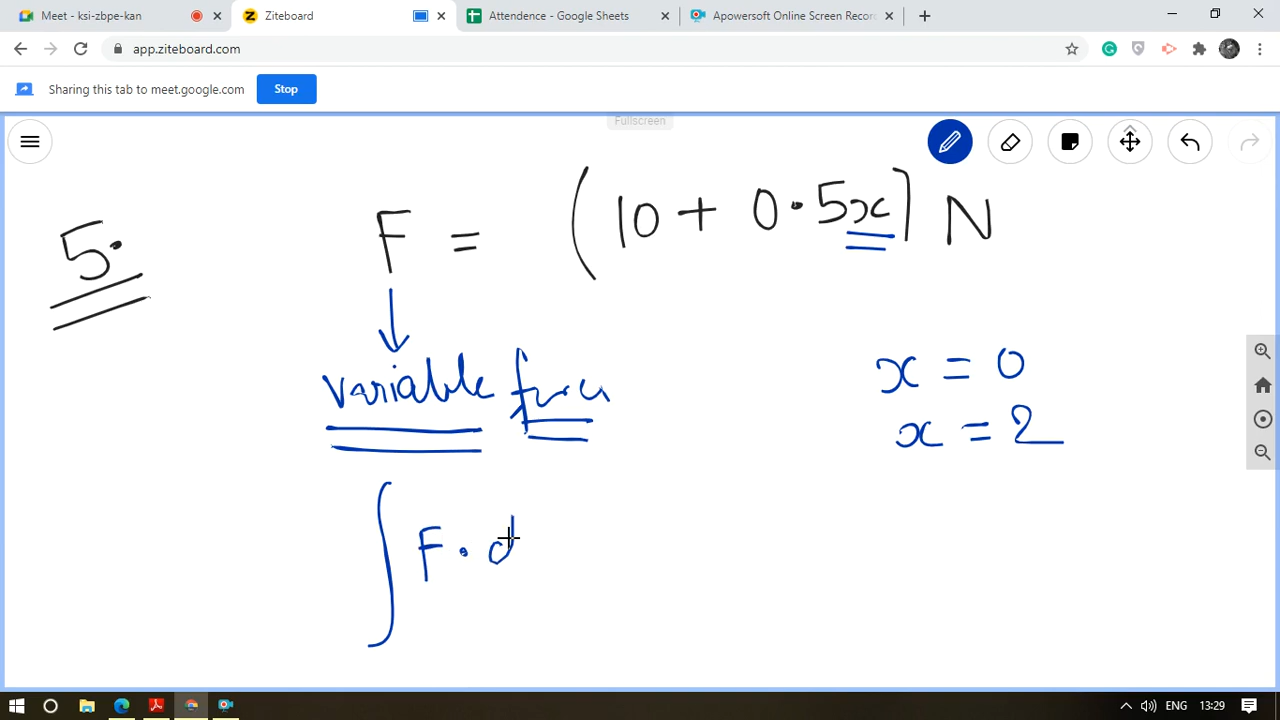 Meet - ksi-zbpe-kan
Ziteboard
Attendence - Google Sheets
Apowersoft Online Screen Recor
app.ziteboard.com
Sharing this tab to meet.google.com
Stop
Fullscreen
5.
F = (10 + 0.5x) N
variable
x = 0
x = 2
∫ F . d
ENG
13:29